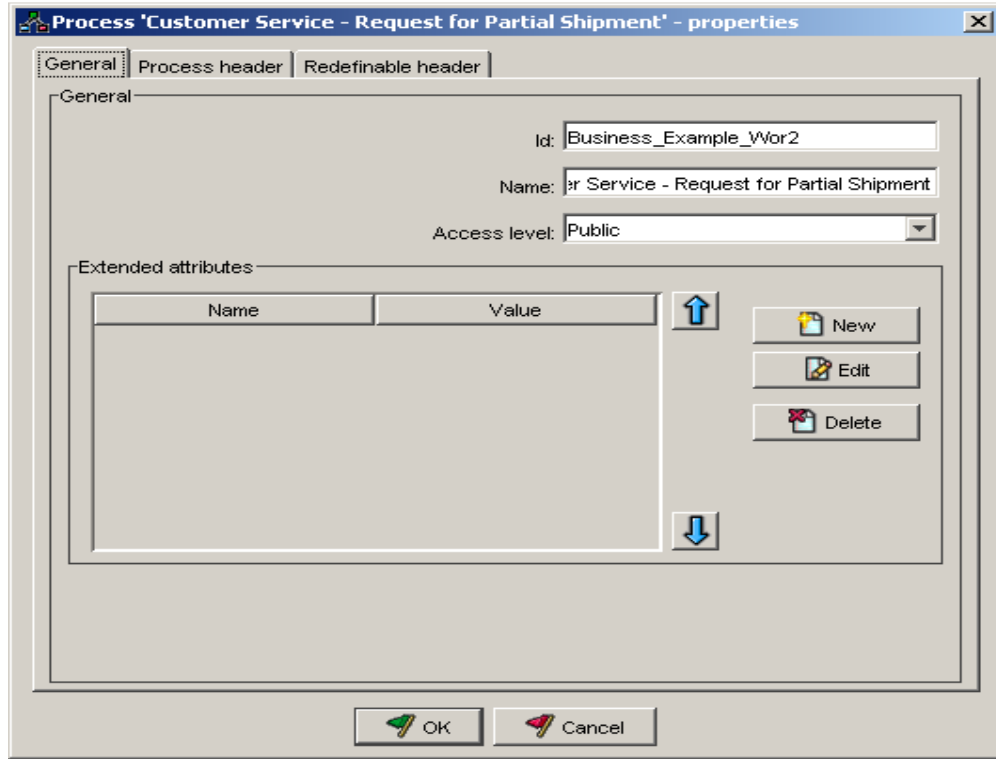 Process 'Customer Service - Request for Partial Shipment' - properties
General Process header Redefinable header
General
Id: Business_Example_Wor2
Name: er Service - Request for Partial Shipment
Access level: Public
Extended attributes
Name Value
New
Edit
Delete
OK Cancel